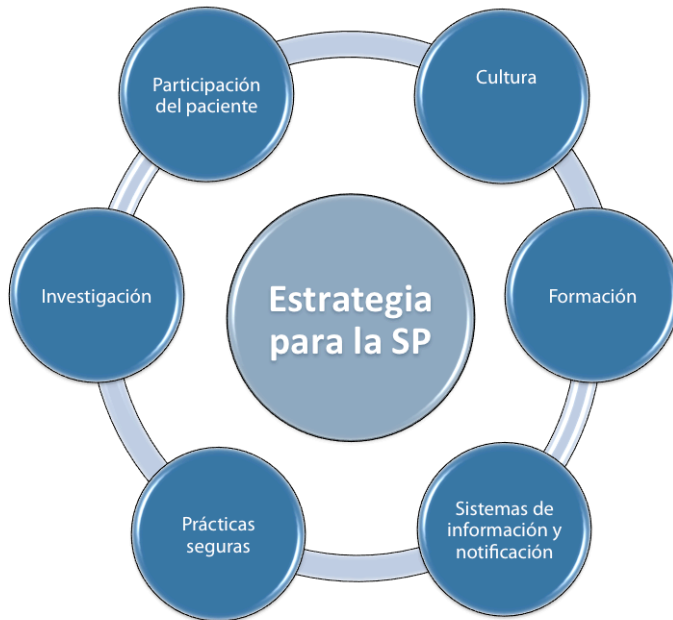 Participación
del paciente
Cultura
Investigación
Estrategia
para la SP
Formación
Prácticas
seguras
Sistemas de
información y
notificación